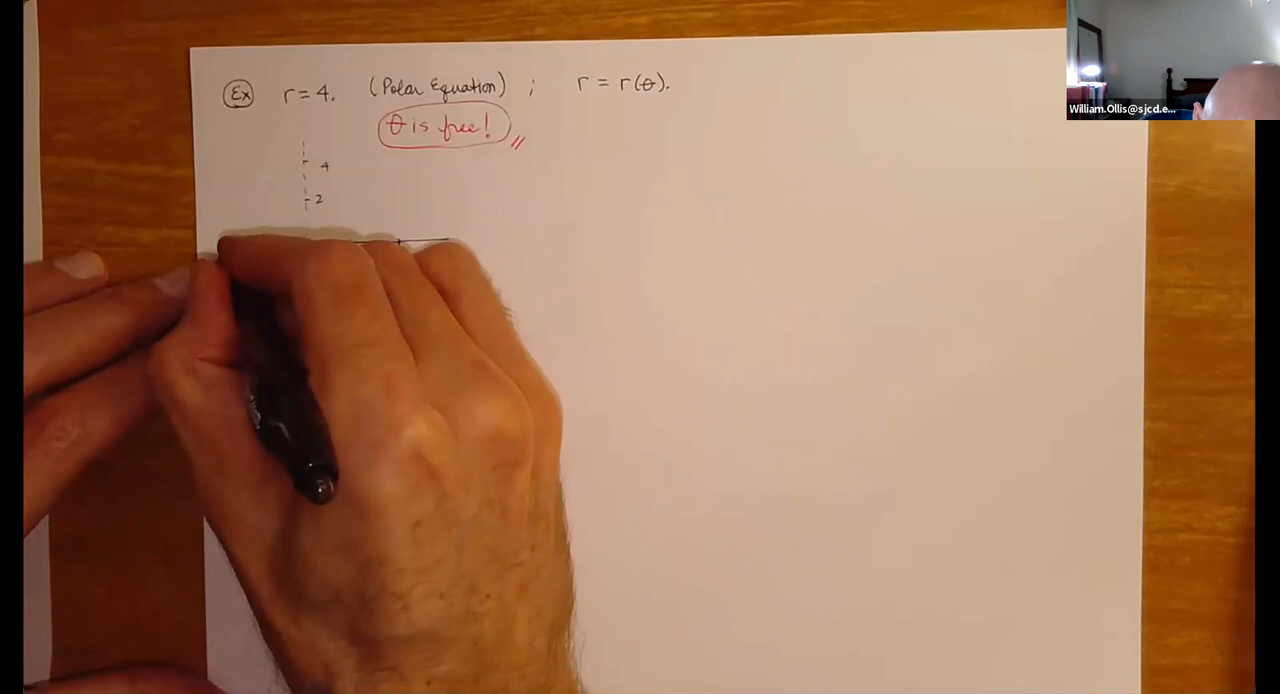 Ex r = 4. (Polar Equation) ; r = r(θ).
θ is free!
4
2
William.Ollis@sjcd.e...